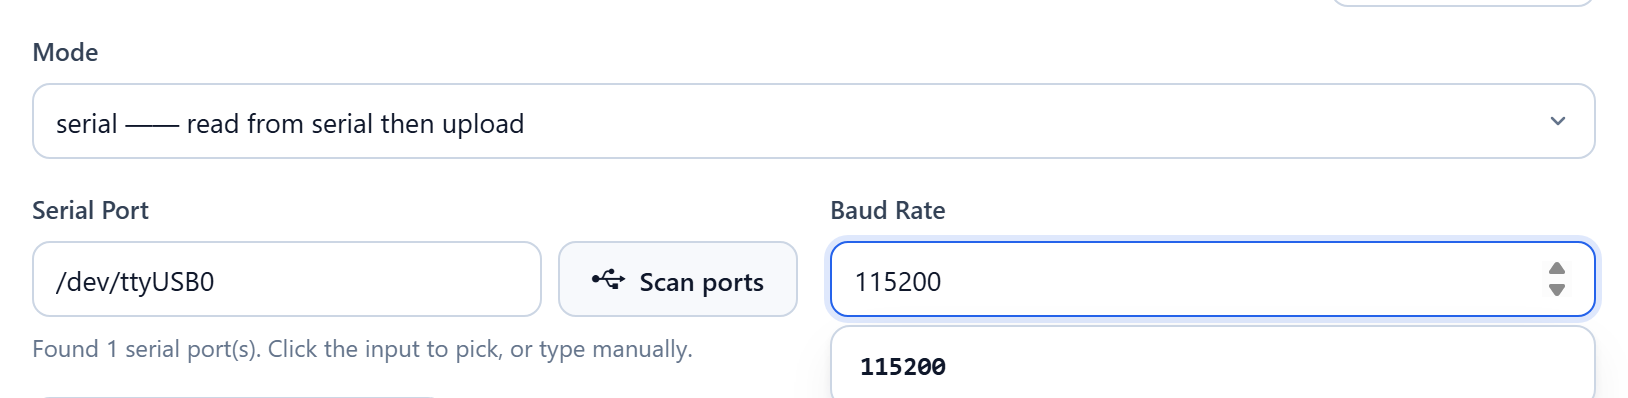 Mode
serial —— read from serial then upload
Serial Port
Baud Rate
/dev/ttyUSB0
Scan ports
115200
Found 1 serial port(s). Click the input to pick, or type manually.
115200